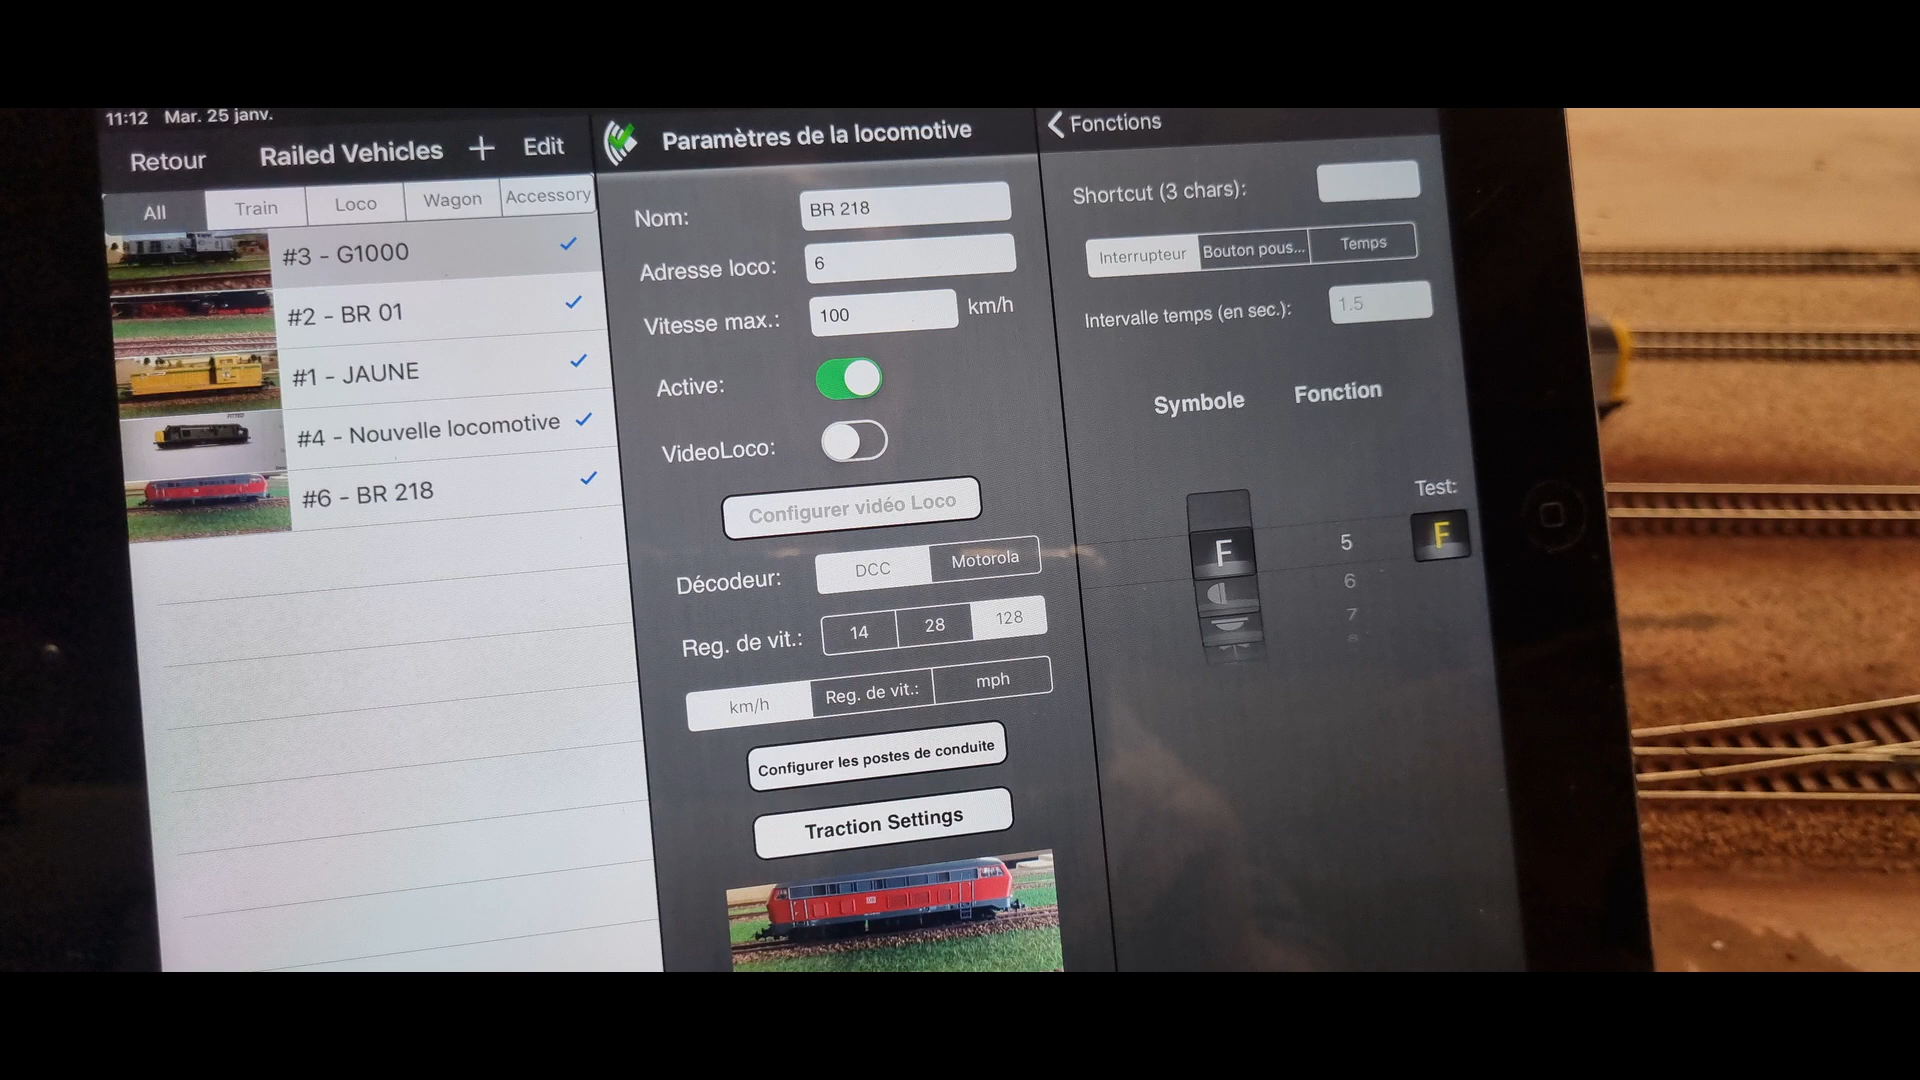 11:12 Mar. 25 janv.
Retour Railed Vehicles + Edit
All Train Loco Wagon Accessory
#3 - G1000
#2 - BR 01
#1 - JAUNE
#4 - Nouvelle locomotive
#6 - BR 218
Paramètres de la locomotive
Nom: BR 218
Adresse loco: 6
Vitesse max.: 100 km/h
Active:
VideoLoco:
Configurer vidéo Loco
Décodeur: DCC Motorola
Reg. de vit.: 14 28 128
km/h Reg. de vit.: mph
Configurer les postes de conduite
Traction Settings
Fonctions
Shortcut (3 chars):
Interrupteur Bouton pous... Temps
Intervalle temps (en sec.): 1.5
Symbole Fonction
Test:
F 5 F
6
7